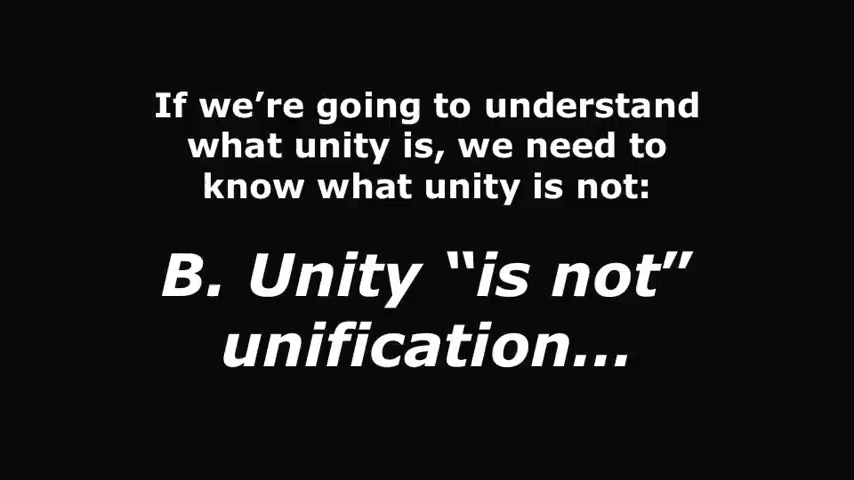 If we’re going to understand
what unity is, we need to
know what unity is not:
B. Unity “is not”
unification…